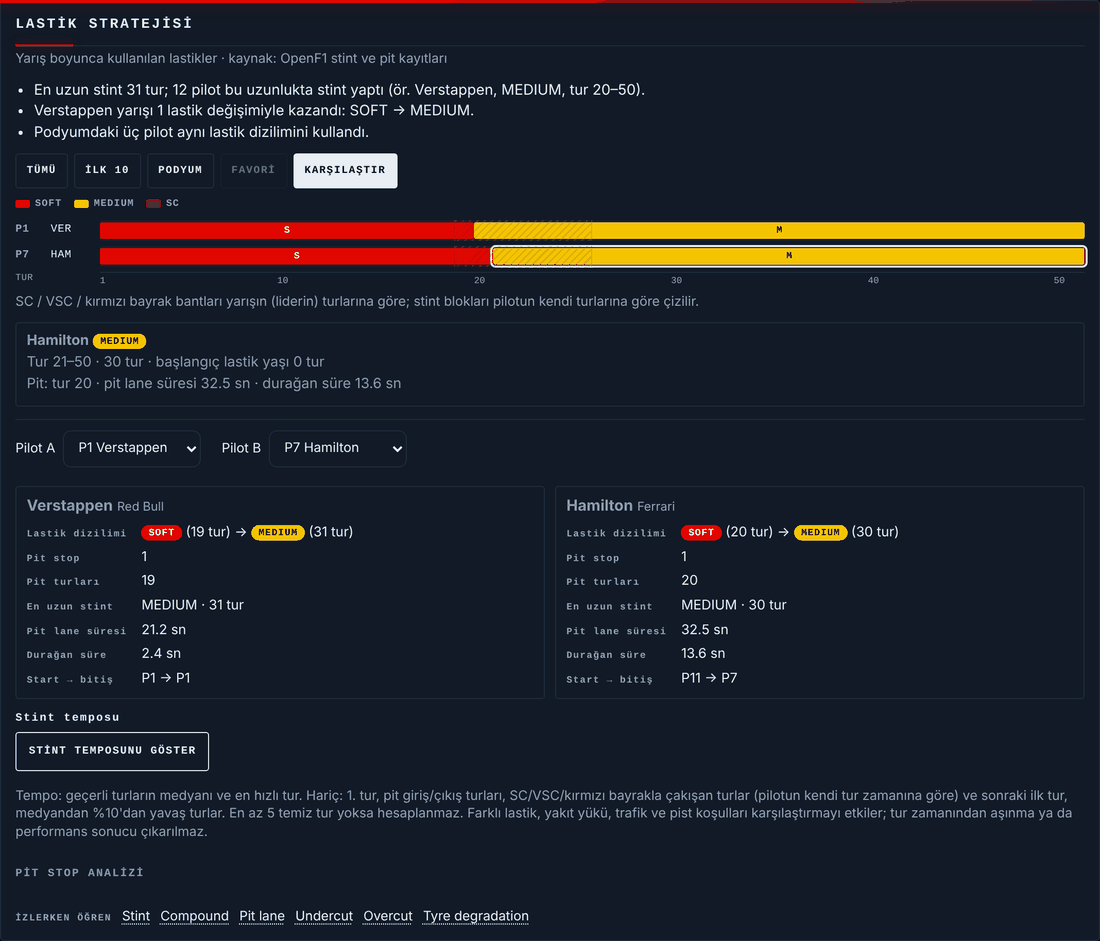 LASTİK STRATEJİSİ
Yarış boyunca kullanılan lastikler · kaynak: OpenF1 stint ve pit kayıtları
• En uzun stint 31 tur; 12 pilot bu uzunlukta stint yaptı (ör. Verstappen, MEDIUM, tur 20–50).
• Verstappen yarışı 1 lastik değişimiyle kazandı: SOFT → MEDIUM.
• Podyumdaki üç pilot aynı lastik dizilimini kullandı.
TÜMÜ İLK 10 PODYUM FAVORİ KARŞILAŞTIR
SOFT MEDIUM SC
P1 VER S M
P7 HAM S M
TUR 1 10 20 30 40 50
SC / VSC / kırmızı bayrak bantları yarışın (liderin) turlarına göre; stint blokları pilotun kendi turlarına göre çizilir.
Hamilton MEDIUM
Tur 21–50 · 30 tur · başlangıç lastik yaşı 0 tur
Pit: tur 20 · pit lane süresi 32.5 sn · durağan süre 13.6 sn
Pilot A P1 Verstappen Pilot B P7 Hamilton
Verstappen Red Bull
Lastik dizilimi SOFT (19 tur) → MEDIUM (31 tur)
Pit stop 1
Pit turları 19
En uzun stint MEDIUM · 31 tur
Pit lane süresi 21.2 sn
Durağan süre 2.4 sn
Start → bitiş P1 → P1
Hamilton Ferrari
Lastik dizilimi SOFT (20 tur) → MEDIUM (30 tur)
Pit stop 1
Pit turları 20
En uzun stint MEDIUM · 30 tur
Pit lane süresi 32.5 sn
Durağan süre 13.6 sn
Start → bitiş P11 → P7
Stint temposu
STİNT TEMPOSUNU GÖSTER
Tempo: geçerli turların medyanı ve en hızlı tur. Hariç: 1. tur, pit giriş/çıkış turları, SC/VSC/kırmızı bayrakla çakışan turlar (pilotun kendi tur zamanına göre) ve sonraki ilk tur,
medyandan %10'dan yavaş turlar. En az 5 temiz tur yoksa hesaplanmaz. Farklı lastik, yakıt yükü, trafik ve pist koşulları karşılaştırmayı etkiler; tur zamanından aşınma ya da
performans sonucu çıkarılmaz.
PİT STOP ANALİZİ
İZLERKEN ÖĞREN Stint Compound Pit lane Undercut Overcut Tyre degradation